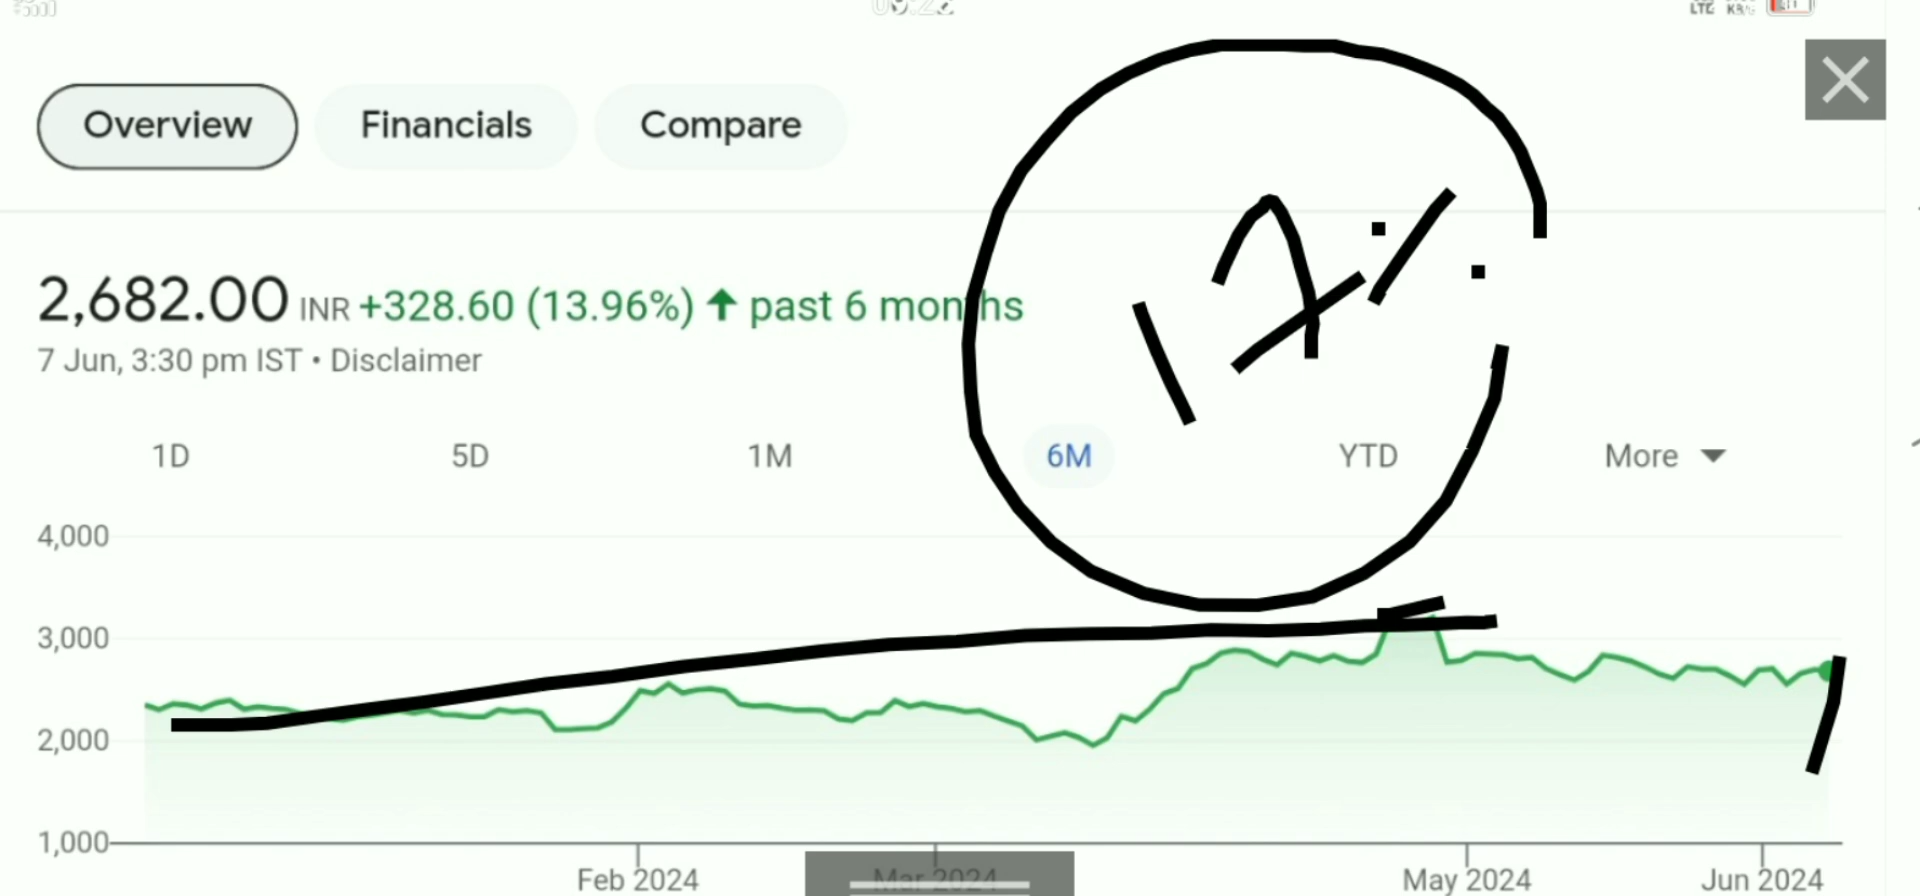 Overview Financials Compare
2,682.00 INR +328.60 (13.96%) ↑ past 6 months
7 Jun, 3:30 pm IST • Disclaimer
1D 5D 1M 6M YTD More
4,000
3,000
2,000
1,000
Feb 2024 Mar 2024 May 2024 Jun 2024